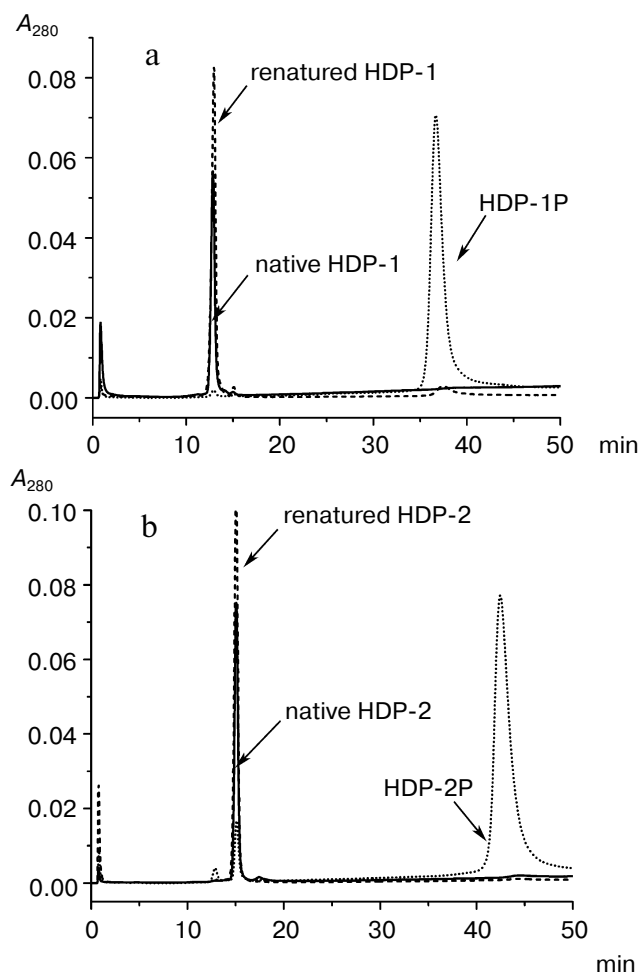 A280
a
0.08
renatured HDP-1
0.06
HDP-1P
0.04
native HDP-1
0.02
0.00
0 10 20 30 40 50 min
A280
b
0.10
renatured HDP-2
0.08
0.06
native HDP-2
0.04
HDP-2P
0.02
0.00
0 10 20 30 40 50
min